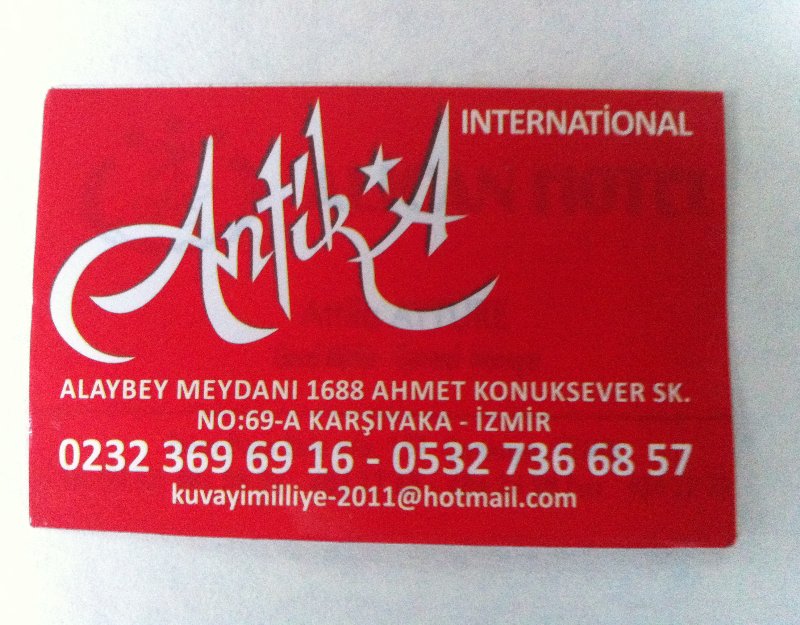 INTERNATİONAL
Antik A
ALAYBEY MEYDANI 1688 AHMET KONUKSEVER SK.
NO:69-A KARŞIYAKA - İZMİR
0232 369 69 16 - 0532 736 68 57
kuvayimilliye-2011@hotmail.com